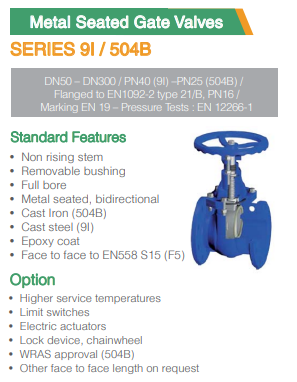 Metal Seated Gate Valves
SERIES 9I / 504B
DN50 – DN300 / PN40 (9I) –PN25 (504B) /
Flanged to EN1092-2 type 21/B, PN16 /
Marking EN 19 – Pressure Tests : EN 12266-1
Standard Features
• Non rising stem
• Removable bushing
• Full bore
• Metal seated, bidirectional
• Cast Iron (504B)
• Cast steel (9I)
• Epoxy coat
• Face to face to EN558 S15 (F5)
Option
• Higher service temperatures
• Limit switches
• Electric actuators
• Lock device, chainwheel
• WRAS approval (504B)
• Other face to face length on request